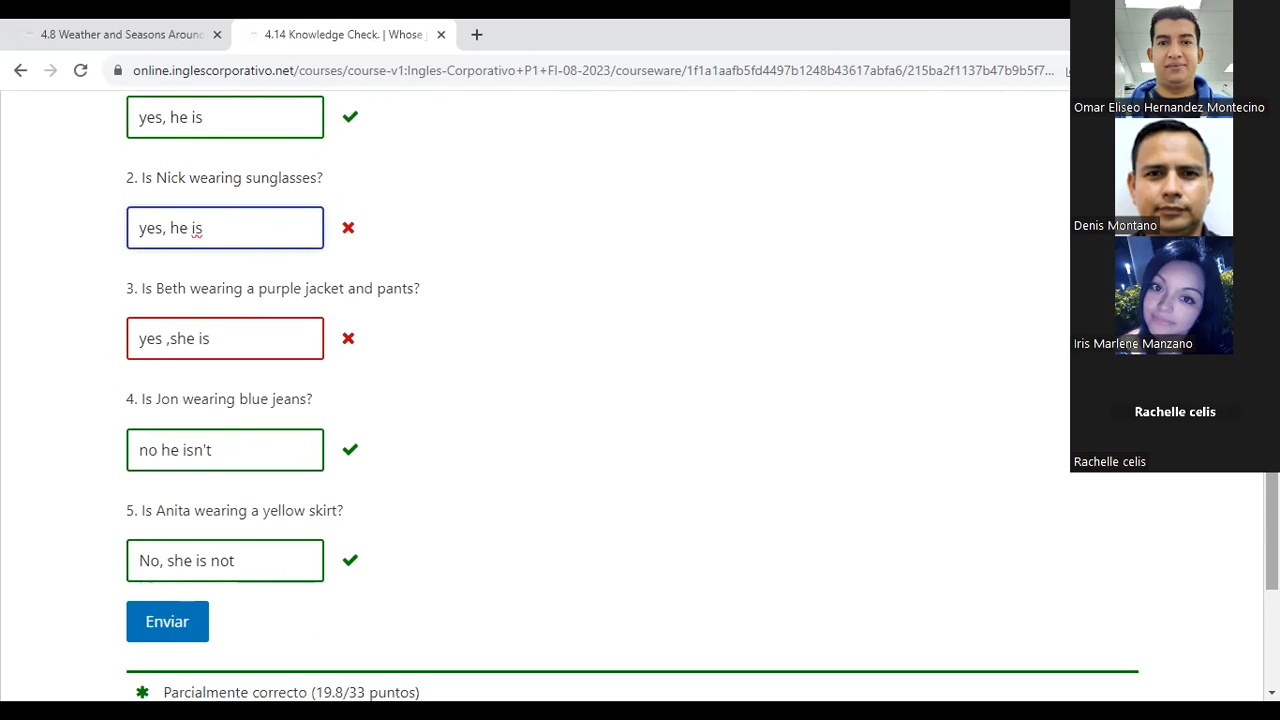 4.8 Weather and Seasons Aroun
4.14 Knowledge Check. | Whose
online.inglescorporativo.net/courses/course-v1:Ingles-Corporativo+P1+FI-08-2023/courseware/1f1a1aafb5fd4497b1248b43617abfa6/215ba2f1137b47b9b5f7...
yes, he is
2. Is Nick wearing sunglasses?
yes, he is
3. Is Beth wearing a purple jacket and pants?
yes ,she is
4. Is Jon wearing blue jeans?
no he isn't
5. Is Anita wearing a yellow skirt?
No, she is not
Enviar
Parcialmente correcto (19.8/33 puntos)
Omar Eliseo Hernandez Montecino
Denis Montano
Iris Marlene Manzano
Rachelle celis
Rachelle celis